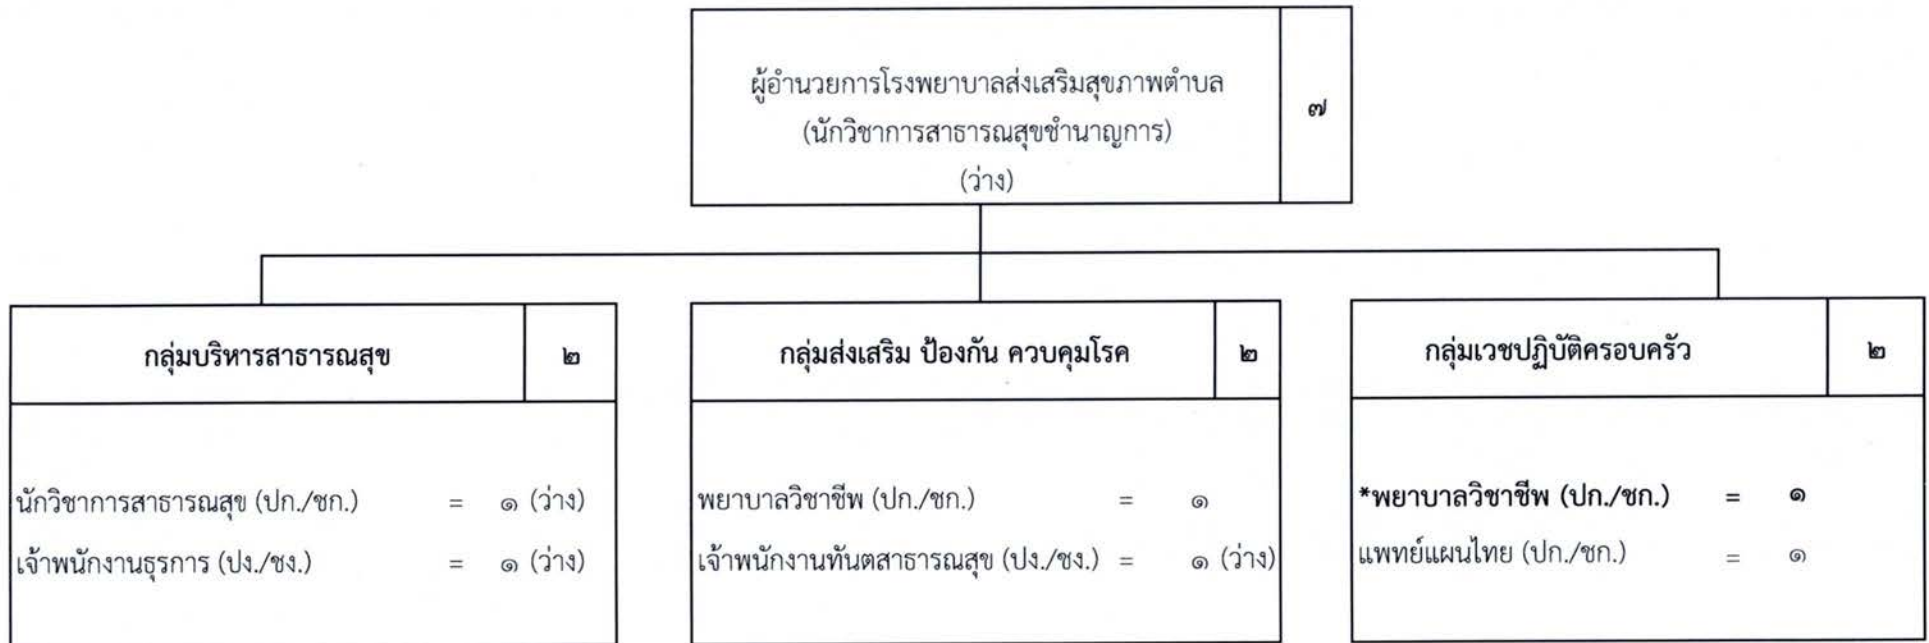 ผู้อำนวยการโรงพยาบาลส่งเสริมสุขภาพตำบล
(นักวิชาการสาธารณสุขชำนาญการ)
(ว่าง)
๗
กลุ่มบริหารสาธารณสุข ๒
นักวิชาการสาธารณสุข (ปก./ชก.) = ๑ (ว่าง)
เจ้าพนักงานธุรการ (ปง./ชง.) = ๑ (ว่าง)
กลุ่มส่งเสริม ป้องกัน ควบคุมโรค ๒
พยาบาลวิชาชีพ (ปก./ชก.) = ๑
เจ้าพนักงานทันตสาธารณสุข (ปง./ชง.) = ๑ (ว่าง)
กลุ่มเวชปฏิบัติครอบครัว ๒
*พยาบาลวิชาชีพ (ปก./ชก.) = ๑
แพทย์แผนไทย (ปก./ชก.) = ๑